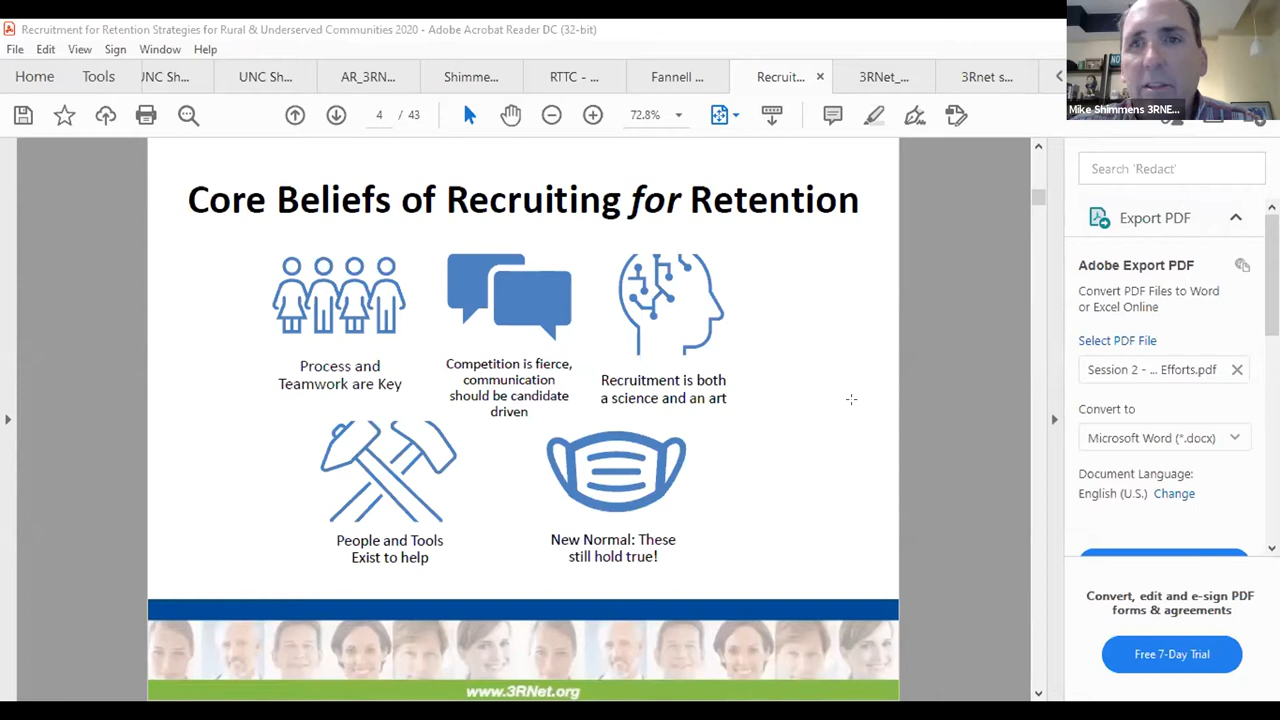 Recruitment for Retention Strategies for Rural & Underserved Communities 2020 - Adobe Acrobat Reader DC (32-bit)
File Edit View Sign Window Help
Home Tools UNC Sh... UNC Sh... AR_3RN... Shimme... RTTC - ... Fannell ... Recruit... × 3RNet_... 3Rnet s...
Mike Shimmens 3RNE...
/ 43 72.8%
Core Beliefs of Recruiting for Retention
Process and
Teamwork are Key
Competition is fierce,
communication
should be candidate
driven
Recruitment is both
a science and an art
People and Tools
Exist to help
New Normal: These
still hold true!
www.3RNet.org
Search 'Redact'
Export PDF
Adobe Export PDF
Convert PDF Files to Word
or Excel Online
Select PDF File
Session 2 - ... Efforts.pdf
Convert to
Microsoft Word (*.docx)
Document Language:
English (U.S.) Change
Convert, edit and e-sign PDF
forms & agreements
Free 7-Day Trial